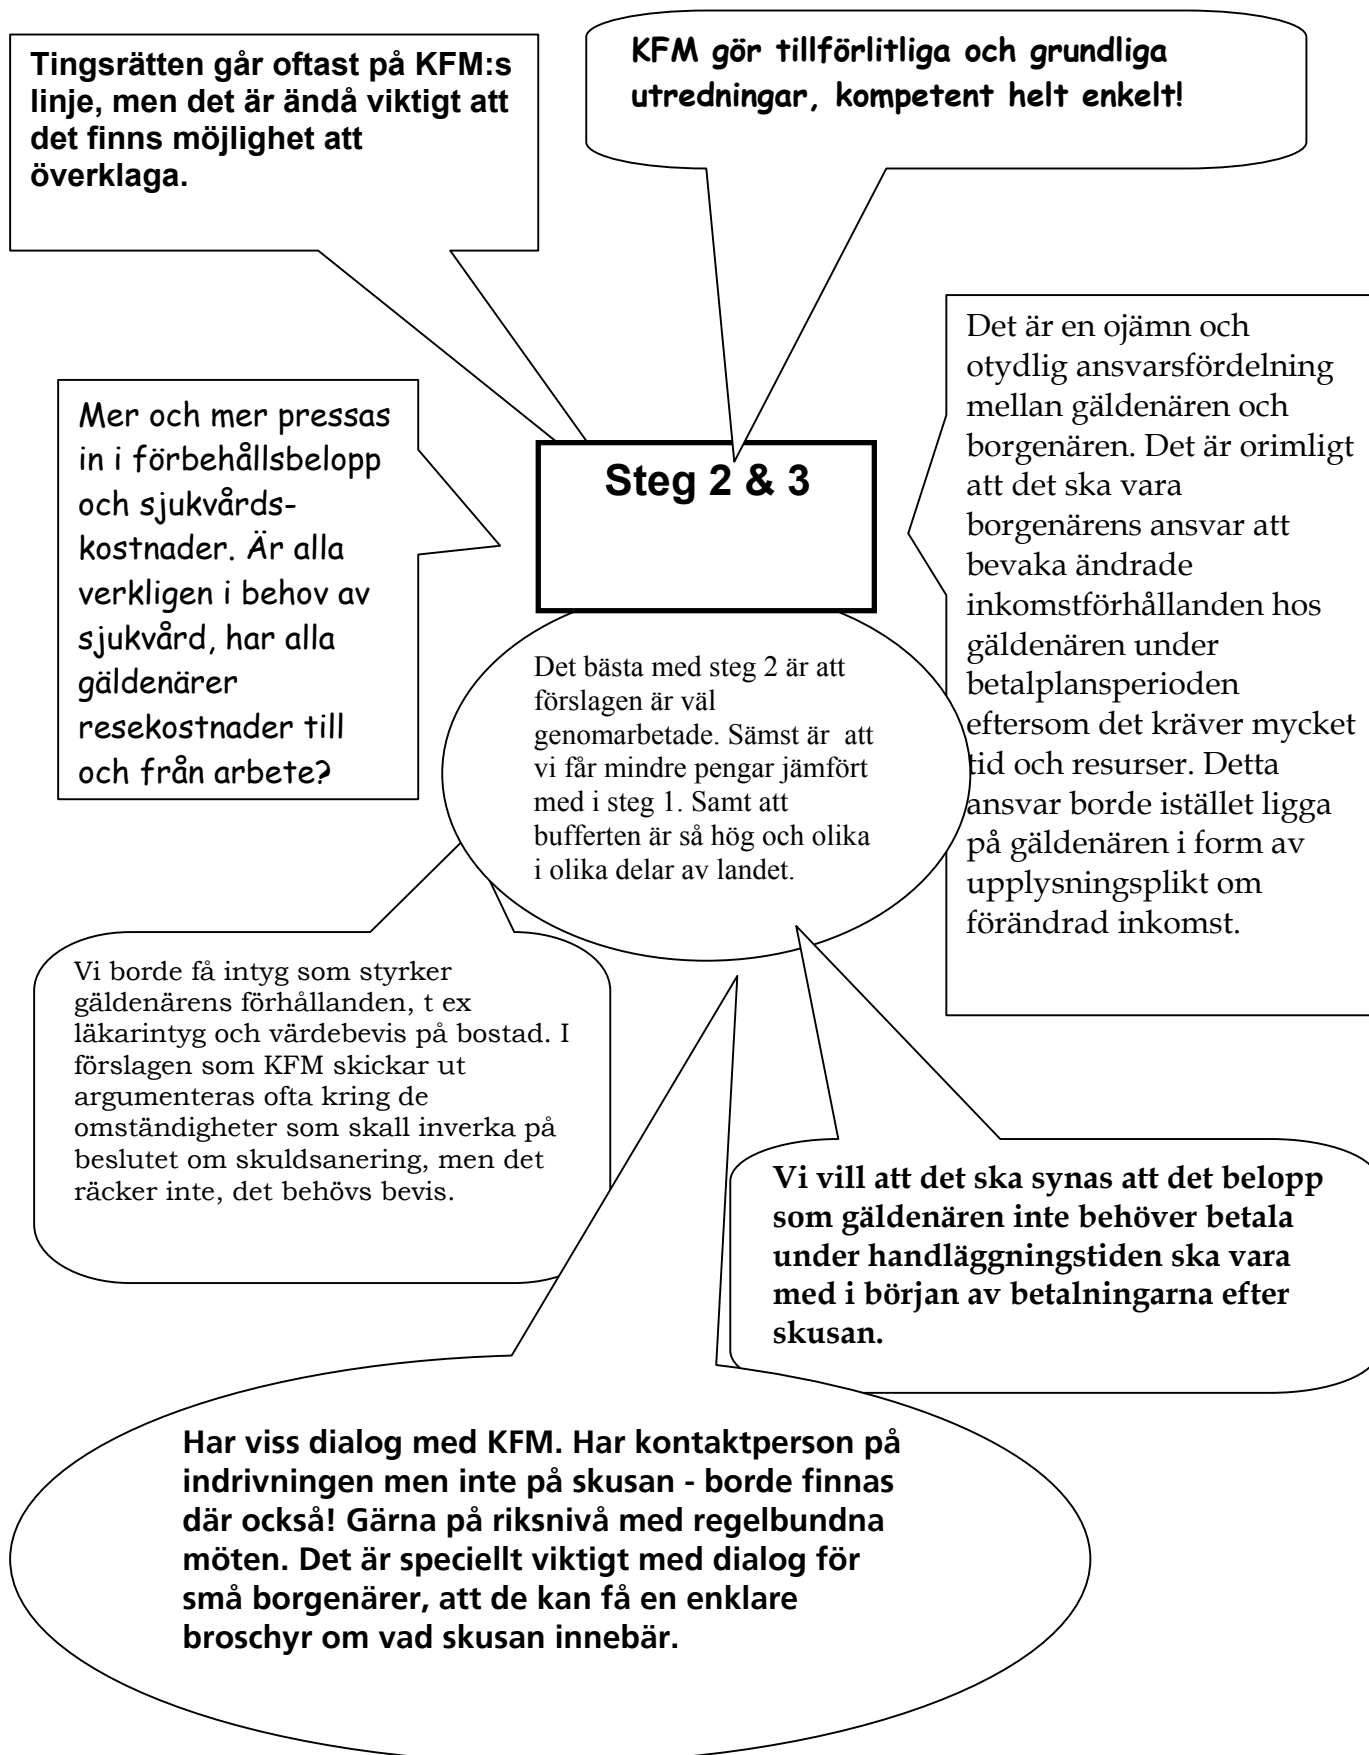 Tingsrätten går oftast på KFM:s
linje, men det är ändå viktigt att
det finns möjlighet att
överklaga.
KFM gör tillförlitliga och grundliga
utredningar, kompetent helt enkelt!
Mer och mer pressas
in i förbehållsbelopp
och sjukvårds-
kostnader. Är alla
verkligen i behov av
sjukvård, har alla
gäldenärer
resekostnader till
och från arbete?
Steg 2 & 3
Det är en ojämn och
otydlig ansvarsfördelning
mellan gäldenären och
borgenären. Det är orimligt
att det ska vara
borgenärens ansvar att
bevaka ändrade
inkomstförhållanden hos
gäldenären under
betalplansperioden
eftersom det kräver mycket
tid och resurser. Detta
ansvar borde istället ligga
på gäldenären i form av
upplysningsplikt om
förändrad inkomst.
Det bästa med steg 2 är att
förslagen är väl
genomarbetade. Sämst är  att
vi får mindre pengar jämfört
med i steg 1. Samt att
bufferten är så hög och olika
i olika delar av landet.
Vi borde få intyg som styrker
gäldenärens förhållanden, t ex
läkarintyg och värdebevis på bostad. I
förslagen som KFM skickar ut
argumenteras ofta kring de
omständigheter som skall inverka på
beslutet om skuldsanering, men det
räcker inte, det behövs bevis.
Vi vill att det ska synas att det belopp
som gäldenären inte behöver betala
under handläggningstiden ska vara
med i början av betalningarna efter
skusan.
Har viss dialog med KFM. Har kontaktperson på
indrivningen men inte på skusan - borde finnas
där också! Gärna på riksnivå med regelbundna
möten. Det är speciellt viktigt med dialog för
små borgenärer, att de kan få en enklare
broschyr om vad skusan innebär.